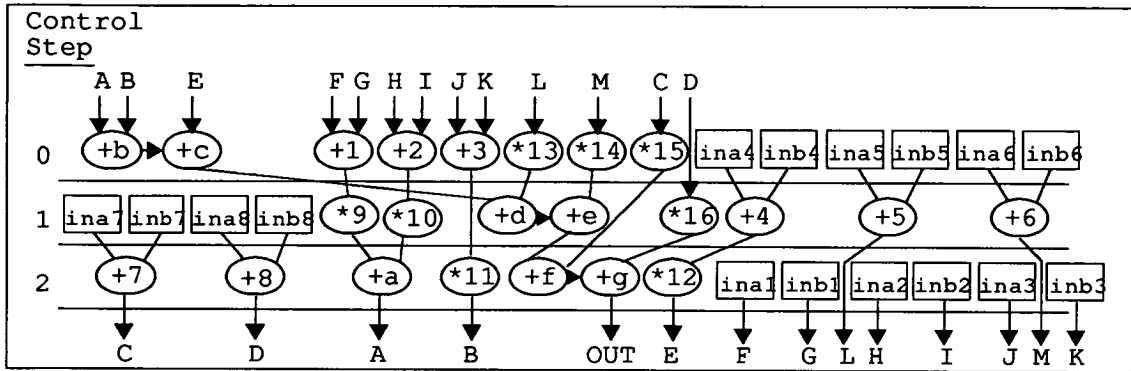 Control
Step
A B E F G H I J K L M C D
0 +b +c +1 +2 +3 *13 *14 *15 ina4 inb4 ina5 inb5 ina6 inb6
1 ina7 inb7 ina8 inb8 *9 *10 +d +e *16 +4 +5 +6
2 +7 +8 +a *11 +f +g *12 ina1 inb1 ina2 inb2 ina3 inb3
C D A B OUT E F G L H I J M K